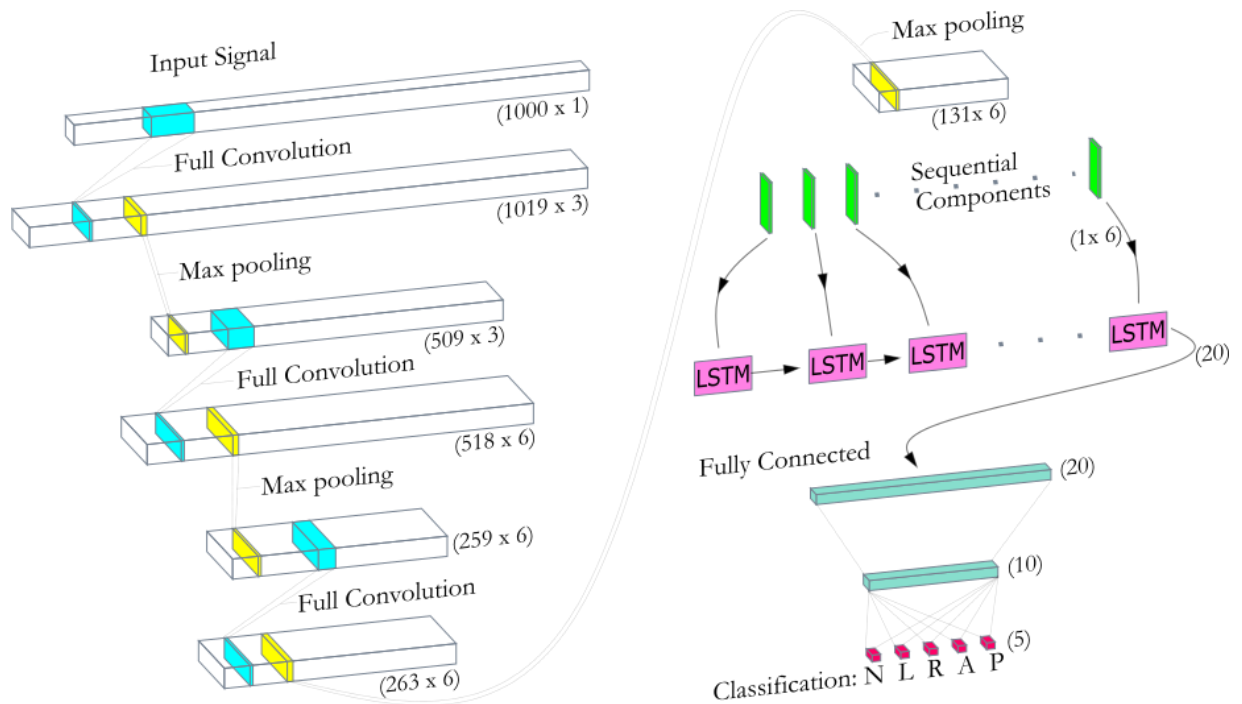 Input Signal
(1000 x 1)
Full Convolution
(1019 x 3)
Max pooling
(509 x 3)
Full Convolution
(518 x 6)
Max pooling
(259 x 6)
Full Convolution
(263 x 6)
Max pooling
(131x 6)
Sequential
Components
(1x 6)
LSTM
LSTM
LSTM
LSTM
(20)
Fully Connected
(20)
(10)
(5)
Classification: N L R A P